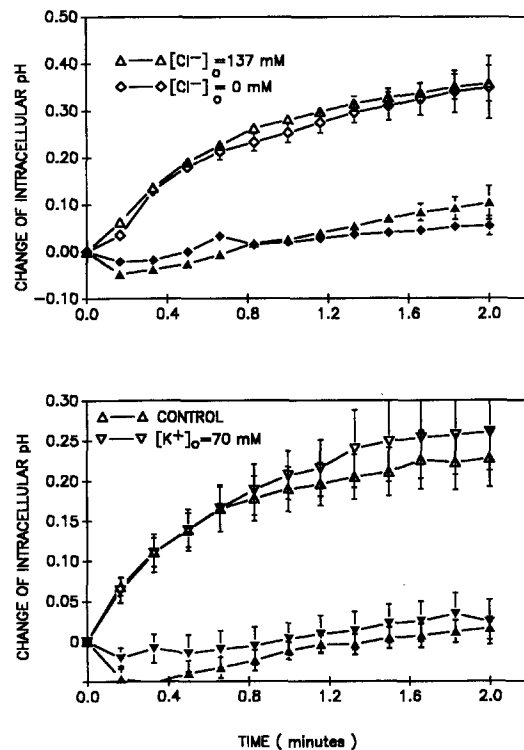 0.50
0.40
0.30
0.20
0.10
0.00
−0.10
CHANGE OF INTRACELLULAR pH
[Cl−]o=137 mM
[Cl−]o=0 mM
0.0 0.4 0.8 1.2 1.6 2.0
0.30
0.25
0.20
0.15
0.10
0.05
0
CHANGE OF INTRACELLULAR pH
CONTROL
[K+]o=70 mM
0.0 0.4 0.8 1.2 1.6 2.0
TIME ( minutes )